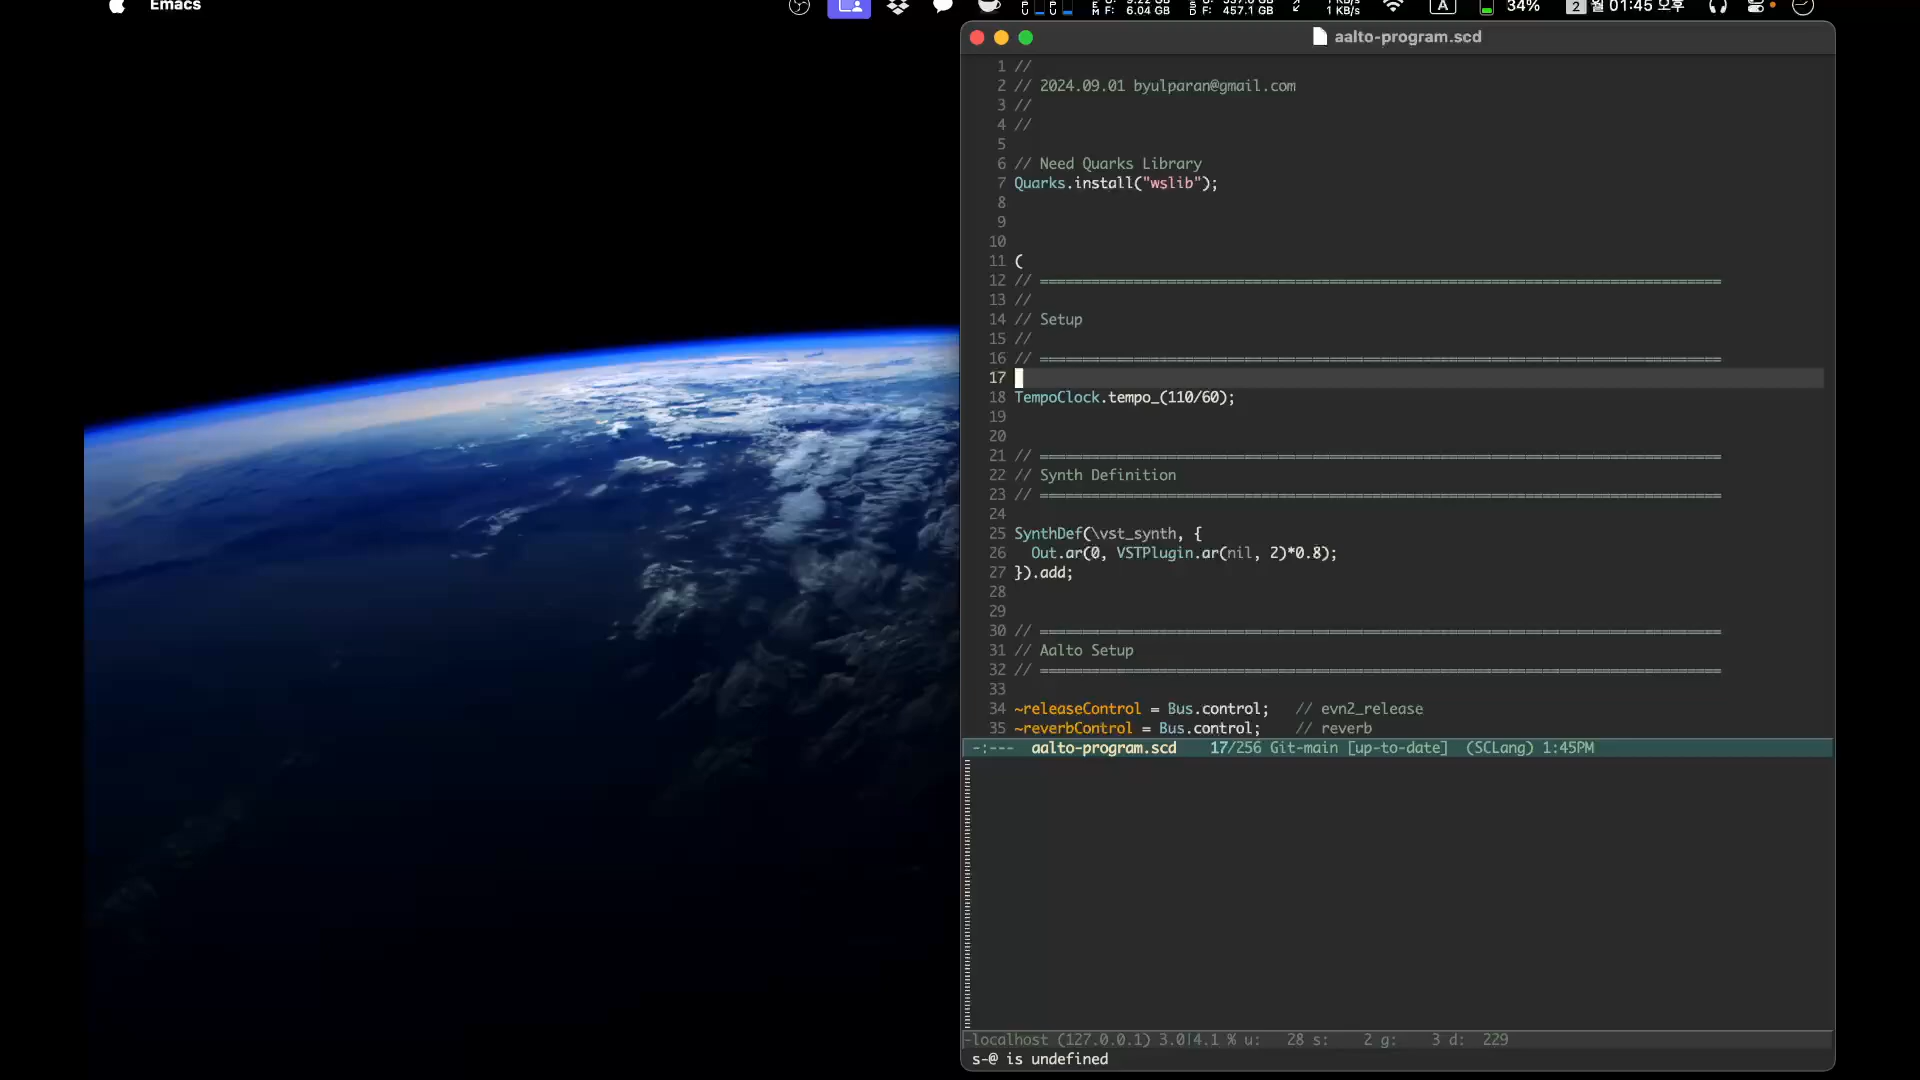 Emacs
6.04 GB
457.1 GB
1 KB/s
A
34%
2월 01:45 오후
aalto-program.scd
1 //
2 // 2024.09.01 byulparan@gmail.com
3 //
4 //
5
6 // Need Quarks Library
7 Quarks.install("wslib");
8
9
10
11 (
12 // ================================================================================
13 //
14 // Setup
15 //
16 // ================================================================================
17
18 TempoClock.tempo_(110/60);
19
20
21 // ================================================================================
22 // Synth Definition
23 // ================================================================================
24
25 SynthDef(\vst_synth, {
26 Out.ar(0, VSTPlugin.ar(nil, 2)*0.8);
27 }).add;
28
29
30 // ================================================================================
31 // Aalto Setup
32 // ================================================================================
33
34 ~releaseControl = Bus.control; // evn2_release
35 ~reverbControl = Bus.control; // reverb
-:--- aalto-program.scd 17/256 Git-main [up-to-date] (SCLang) 1:45PM
-localhost (127.0.0.1) 3.0|4.1 % u: 28 s: 2 g: 3 d: 229
s-@ is undefined